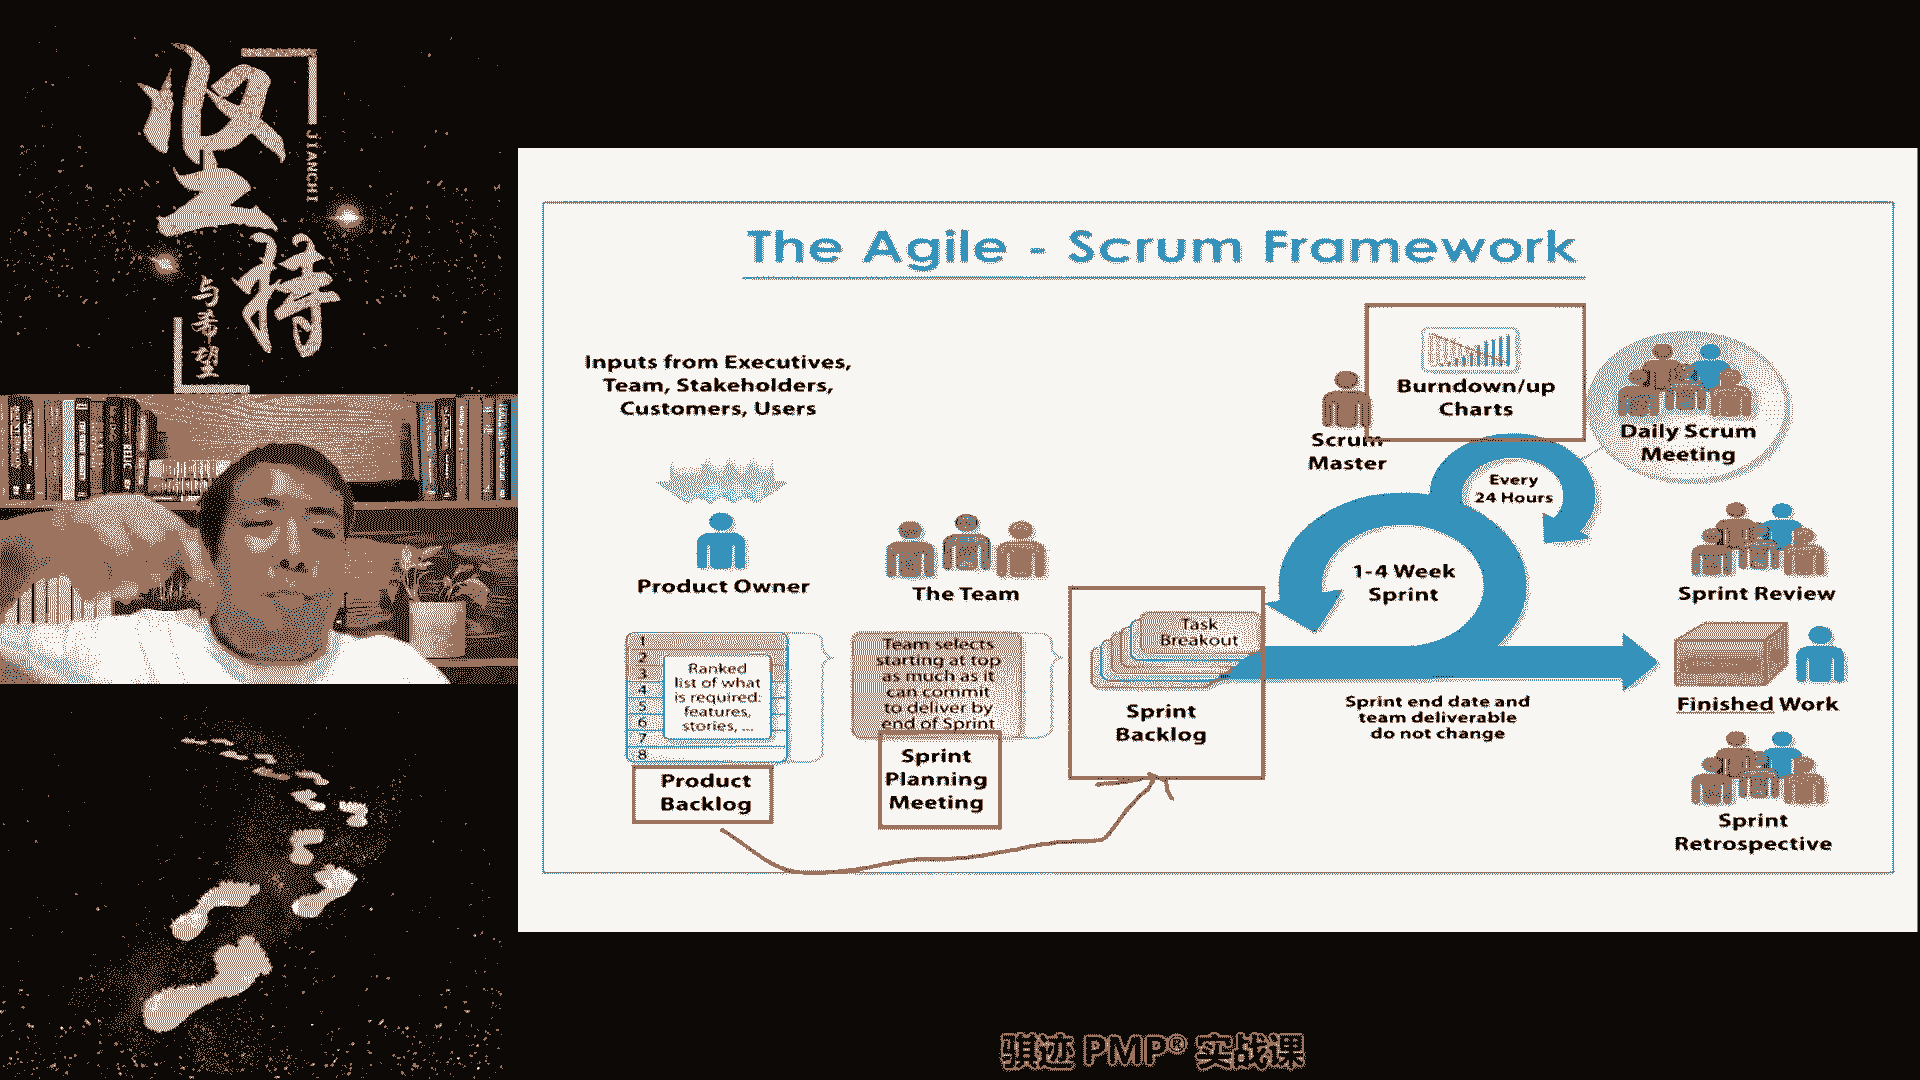 坚持
JIANCHI
与希望
The Agile - Scrum Framework
Inputs from Executives,
Team, Stakeholders,
Customers, Users
Product Owner
The Team
1
2
3
4
5
6
7
8
Ranked
list of what
is required:
features,
stories, ...
Product
Backlog
Team selects
starting at top
as much as it
can commit
to deliver by
end of Sprint
Sprint
Planning
Meeting
Task
Breakout
Sprint
Backlog
Scrum
Master
Burndown/up
Charts
Every
24 Hours
Daily Scrum
Meeting
1-4 Week
Sprint
Sprint end date and
team deliverable
do not change
Sprint Review
Finished Work
Sprint
Retrospective
骐迹 PMP® 实战课